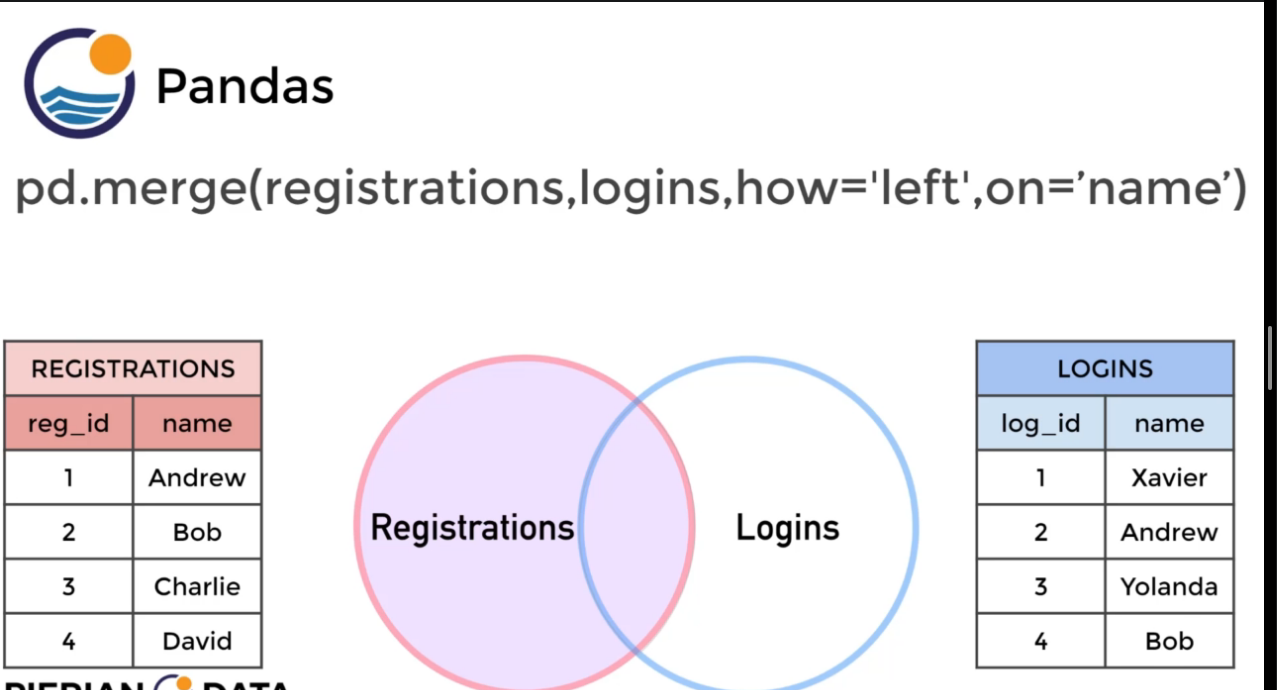 Pandas
pd.merge(registrations,logins,how='left',on=’name’)
REGISTRATIONS
reg_id name
1 Andrew
2 Bob
3 Charlie
4 David
Registrations
Logins
LOGINS
log_id name
1 Xavier
2 Andrew
3 Yolanda
4 Bob
PIERIAN DATA